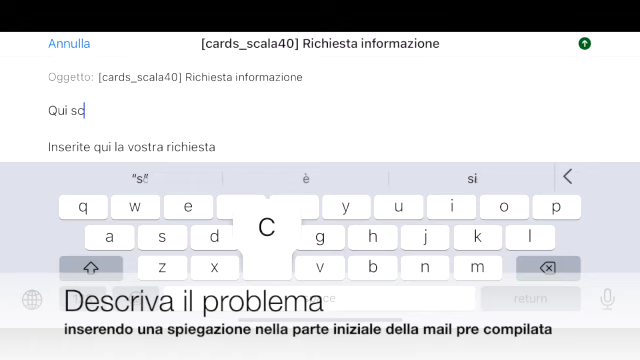 Annulla [cards_scala40] Richiesta informazione
Oggetto: [cards_scala40] Richiesta informazione
Qui sc
Inserite qui la vostra richiesta
“s” è si
q w e y u i o p
a s d C g h j k l
z x v b n m
return
Descriva il problema
inserendo una spiegazione nella parte iniziale della mail pre compilata